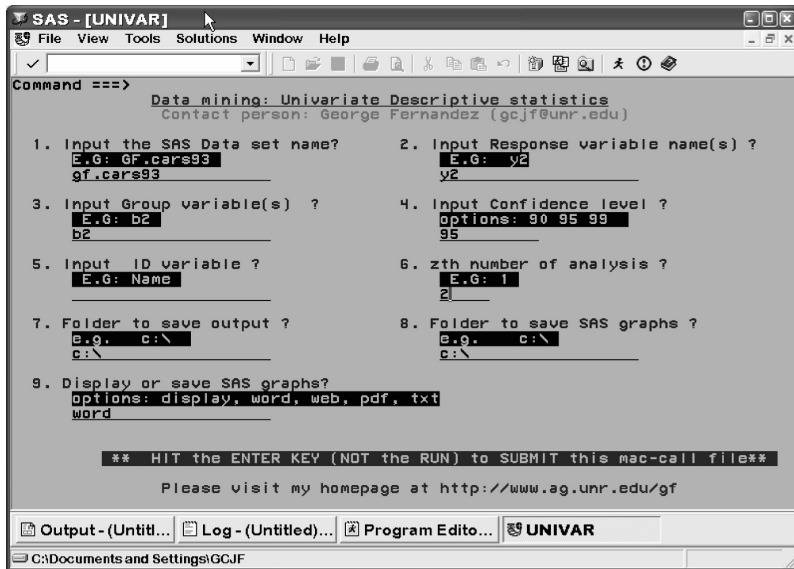 SAS - [UNIVAR]
File View Tools Solutions Window Help
Command ===>
Data mining: Univariate Descriptive statistics
Contact person: George Fernandez (gcjf@unr.edu)
1. Input the SAS Data set name?
E.G: GF.cars93
gf.cars93
2. Input Response variable name(s) ?
E.G: y2
y2
3. Input Group variable(s) ?
E.G: b2
b2
4. Input Confidence level ?
options: 90 95 99
95
5. Input ID variable ?
E.G: Name
6. zth number of analysis ?
E.G: 1
2
7. Folder to save output ?
e.g. c:\
c:\
8. Folder to save SAS graphs ?
e.g. c:\
c:\
9. Display or save SAS graphs?
options: display, word, web, pdf, txt
word
** HIT the ENTER KEY (NOT the RUN) to SUBMIT this mac-call file**
Please visit my homepage at http://www.ag.unr.edu/gf
Output - (Untitl... Log - (Untitled)... Program Edito... UNIVAR
C:\Documents and Settings\GCJF